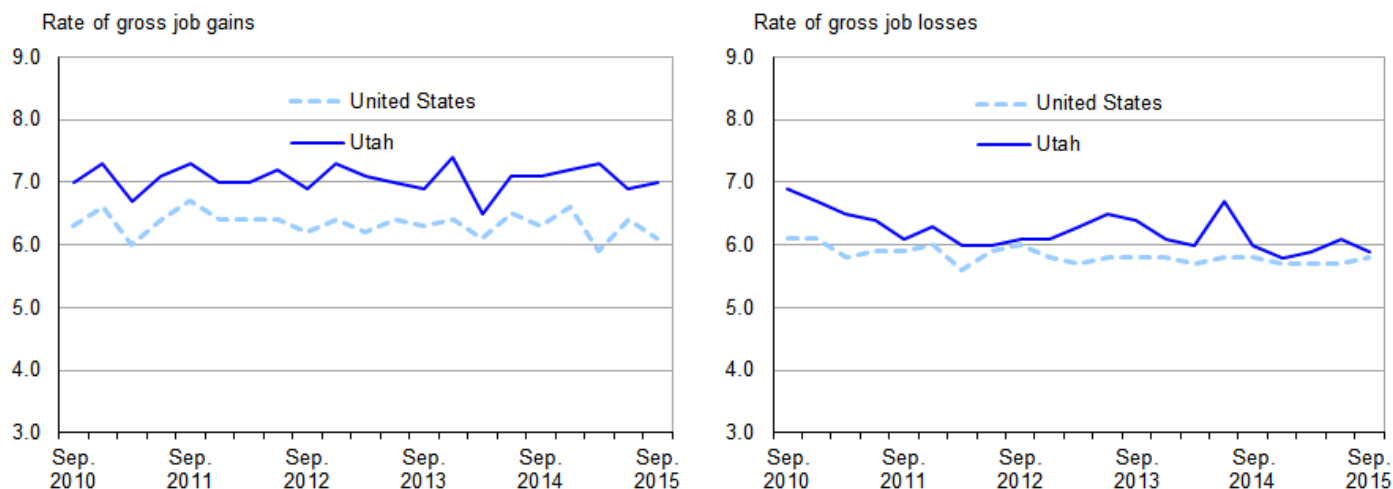 Rate of gross job gains
9.0
8.0
7.0
6.0
5.0
4.0
3.0
United States
Utah
Sep. 2010
Sep. 2011
Sep. 2012
Sep. 2013
Sep. 2014
Sep. 2015
Rate of gross job losses
9.0
8.0
7.0
6.0
5.0
4.0
3.0
United States
Utah
Sep. 2010
Sep. 2011
Sep. 2012
Sep. 2013
Sep. 2014
Sep. 2015